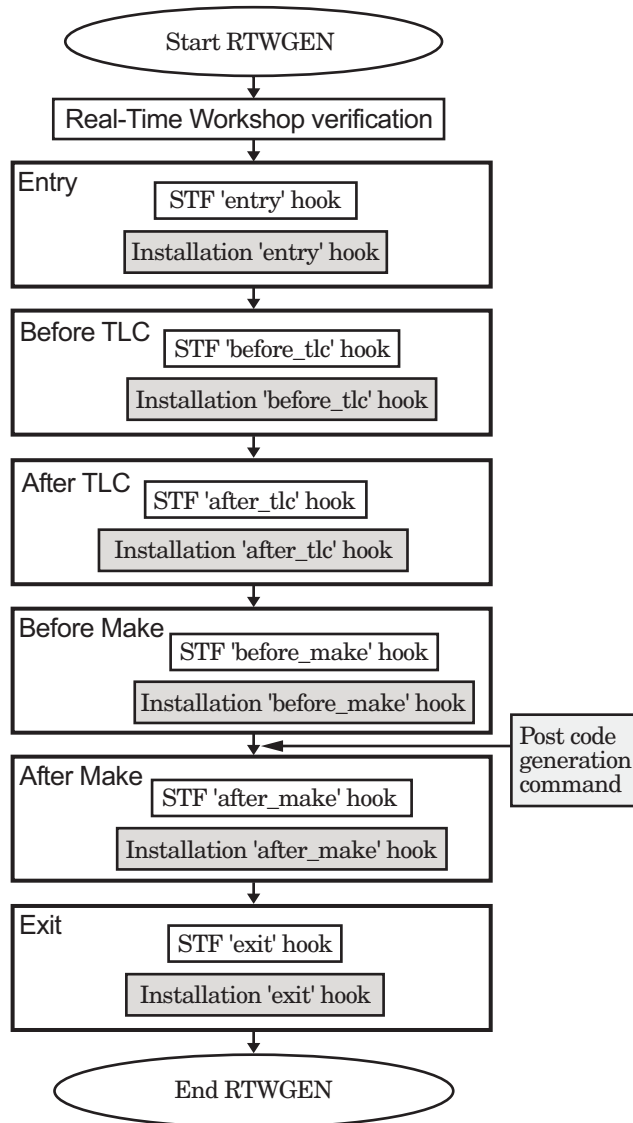 Start RTWGEN
Real-Time Workshop verification
Entry
STF 'entry' hook
Installation 'entry' hook
Before TLC
STF 'before_tlc' hook
Installation 'before_tlc' hook
After TLC
STF 'after_tlc' hook
Installation 'after_tlc' hook
Before Make
STF 'before_make' hook
Installation 'before_make' hook
Post code
generation
command
After Make
STF 'after_make' hook
Installation 'after_make' hook
Exit
STF 'exit' hook
Installation 'exit' hook
End RTWGEN